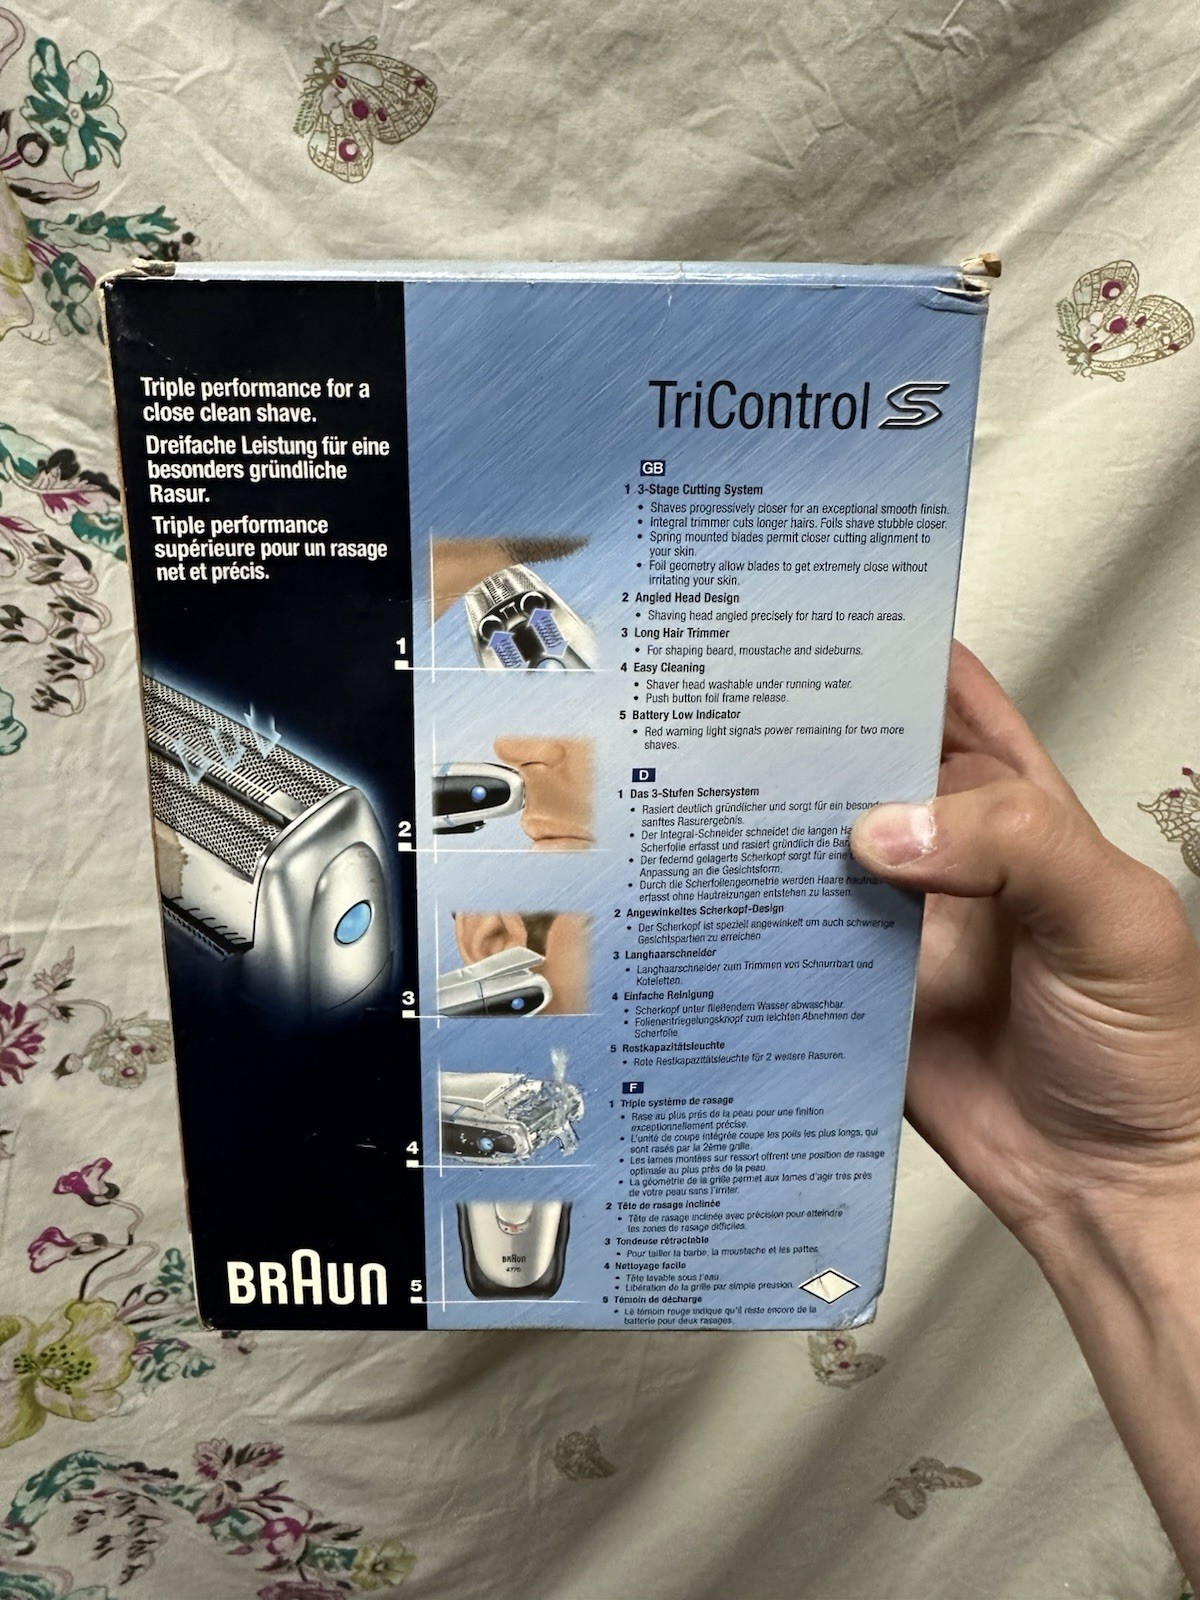 Triple performance for a
close clean shave.
Dreifache Leistung für eine
besonders gründliche
Rasur.
Triple performance
supérieure pour un rasage
net et précis.
1
2
3
4
5
BRAUN
BRAUN
4775
TriControl S
GB
1 3-Stage Cutting System
• Shaves progressively closer for an exceptional smooth finish.
• Integral trimmer cuts longer hairs. Foils shave stubble closer.
• Spring mounted blades permit closer cutting alignment to
your skin.
• Foil geometry allow blades to get extremely close without
irritating your skin.
2 Angled Head Design
• Shaving head angled precisely for hard to reach areas.
3 Long Hair Trimmer
• For shaping beard, moustache and sideburns.
4 Easy Cleaning
• Shaver head washable under running water.
• Push button foil frame release.
5 Battery Low Indicator
• Red warning light signals power remaining for two more
shaves.
D
1 Das 3-Stufen Schersystem
• Rasiert deutlich gründlicher und sorgt für ein
sanftes Rasurergebnis.
• Der Integral-Schneider schneidet die langen
Scherfolie erfasst und rasiert gründlich die
• Der federnd gelagerte Scherkopf sorgt für eine
Anpassung an die Gesichtsform.
• Durch die Scherfoliengeometrie werden Haare
erfasst ohne Hautreizungen entstehen zu lassen.
2 Angewinkeltes Scherkopf-Design
• Der Scherkopf ist speziell angewinkelt um auch schwierige
Gesichtspartien zu erreichen
3 Langhaarschneider
• Langhaarschneider zum Trimmen von Schnurrbart und
Koteletten.
4 Einfache Reinigung
• Scherkopf unter fließendem Wasser abwaschbar.
• Folienentriegelungsknopf zum leichten Abnehmen der
Scherfolie.
5 Restkapazitätsleuchte
• Rote Restkapazitätsleuchte für 2 weitere Rasuren.
F
1 Triple système de rasage
• Rase au plus près de la peau pour une finition
exceptionnellement précise.
• L'unité de coupe intégrée coupe les poils les plus longs, qui
sont rasés par la 2ème grille.
• Les lames montées sur ressort offrent une position de rasage
optimale au plus près de la peau.
• La géométrie de la grille permet aux lames d'agir très près
de votre peau sans l'irriter.
2 Tête de rasage inclinée
• Tête de rasage inclinée avec précision pour atteindre
les zones de rasage difficiles.
3 Tondeuse rétractable
• Pour tailler la barbe, la moustache et les pattes.
4 Nettoyage facile
• Tête lavable sous l'eau.
• Libération de la grille par simple pression.
5 Témoin de décharge
• Le témoin rouge indique qu'il reste encore de la
batterie pour deux rasages.